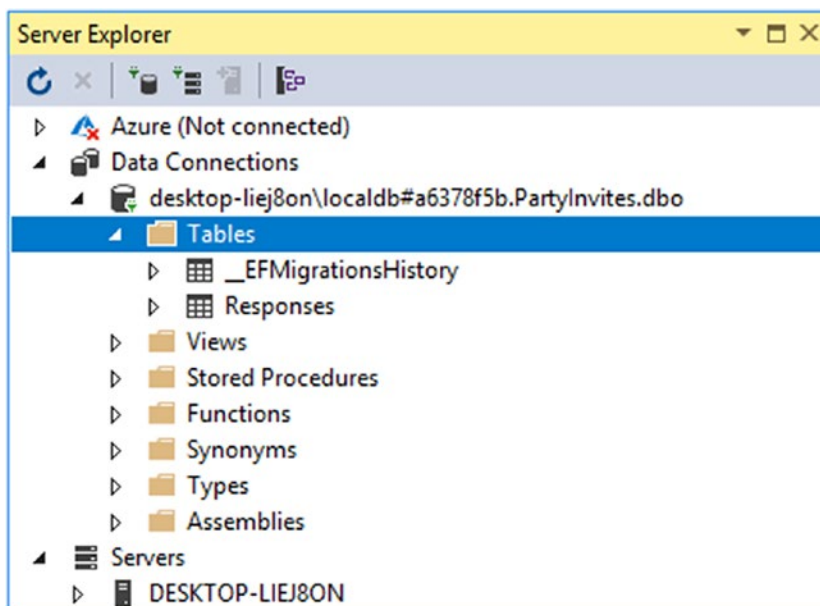 Server Explorer
Azure (Not connected)
Data Connections
desktop-liej8on\localdb#a6378f5b.PartyInvites.dbo
Tables
__EFMigrationsHistory
Responses
Views
Stored Procedures
Functions
Synonyms
Types
Assemblies
Servers
DESKTOP-LIEJ8ON